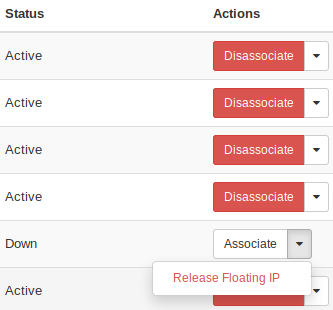 Status Actions
Active Disassociate
Active Disassociate
Active Disassociate
Active Disassociate
Down Associate
Release Floating IP
Active